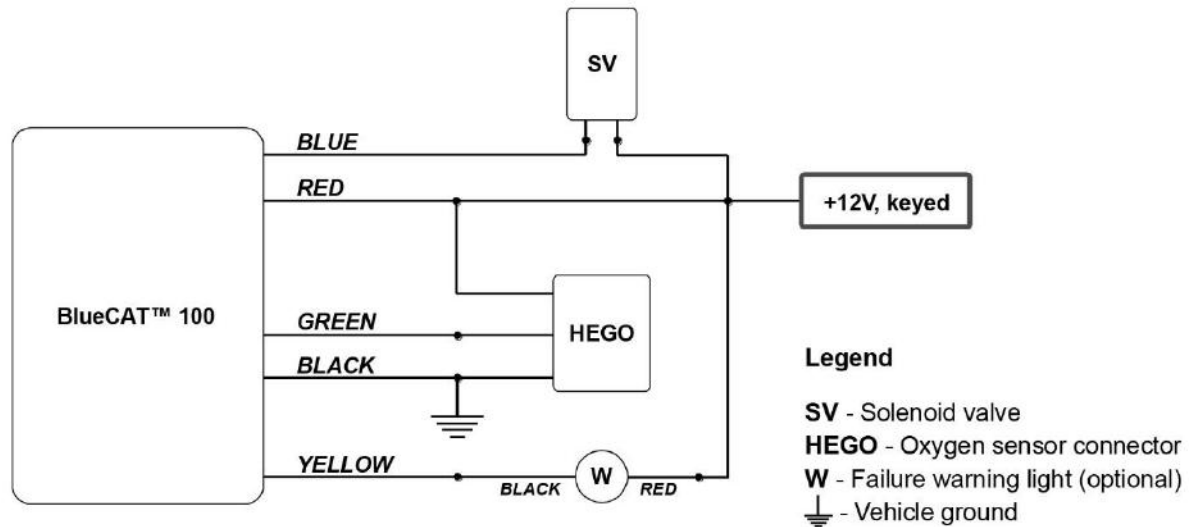 SV
BLUE
RED
+12V, keyed
BlueCAT™ 100
GREEN
HEGO
BLACK
YELLOW
BLACK
W
RED
Legend
SV - Solenoid valve
HEGO - Oxygen sensor connector
W - Failure warning light (optional)
- Vehicle ground